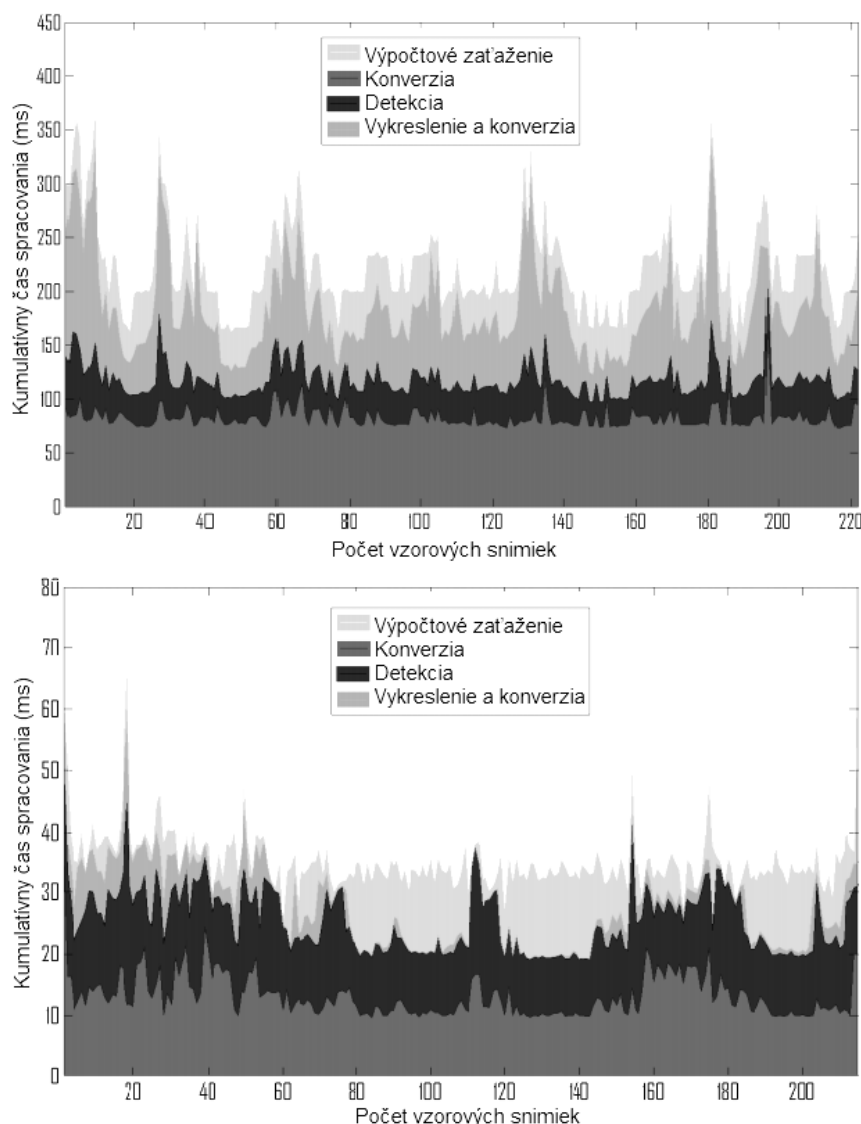 450
400
350
300
250
200
150
100
50
0
Kumulatívny čas spracovania (ms)
Výpočtové zaťaženie
Konverzia
Detekcia
Vykreslenie a konverzia
20 40 60 80 100 120 140 160 180 200 220
Počet vzorových snimiek
80
70
60
50
40
30
20
10
0
Kumulatívny čas spracovania (ms)
Výpočtové zaťaženie
Konverzia
Detekcia
Vykreslenie a konverzia
20 40 60 80 100 120 140 160 180 200
Počet vzorových snimiek